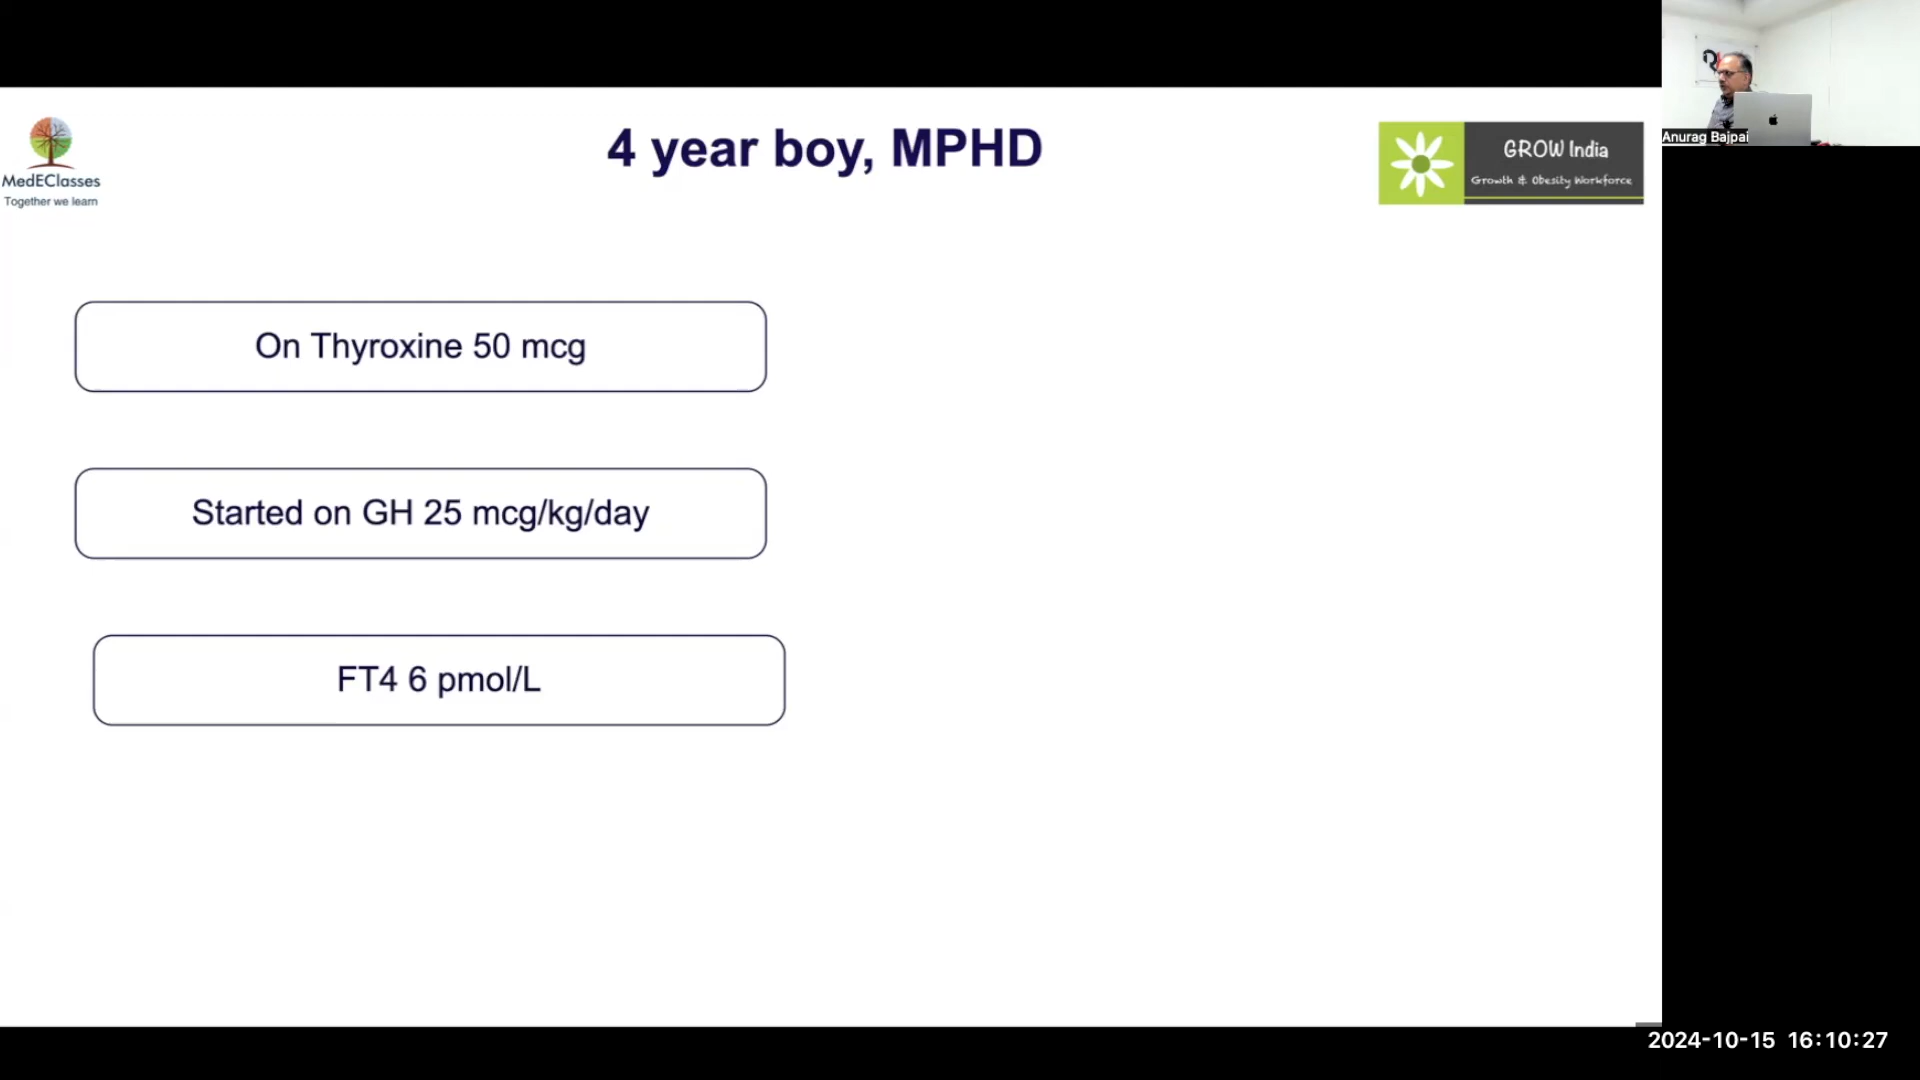 4 year boy, MPHD
MedEClasses
Together we learn
GROW India
Growth & Obesity Workforce
Anurag Bajpai
On Thyroxine 50 mcg
Started on GH 25 mcg/kg/day
FT4 6 pmol/L
2024-10-15 16:10:27